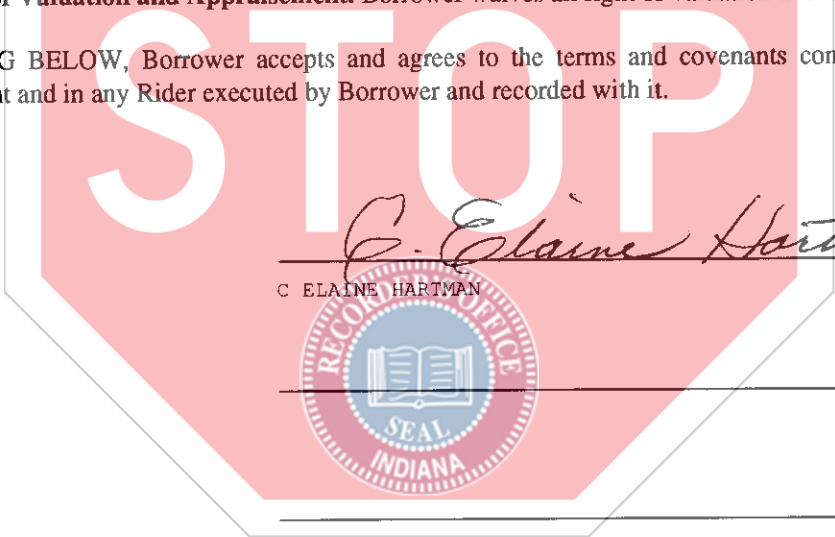 Valuation and Appraisement. Borrower waives all right of
G BELOW, Borrower accepts and agrees to the terms and covenants con
t and in any Rider executed by Borrower and recorded with it.
STOP
C. Elaine Hart
C ELAINE HARTMAN
RECORDER'S OFFICE
SEAL
INDIANA